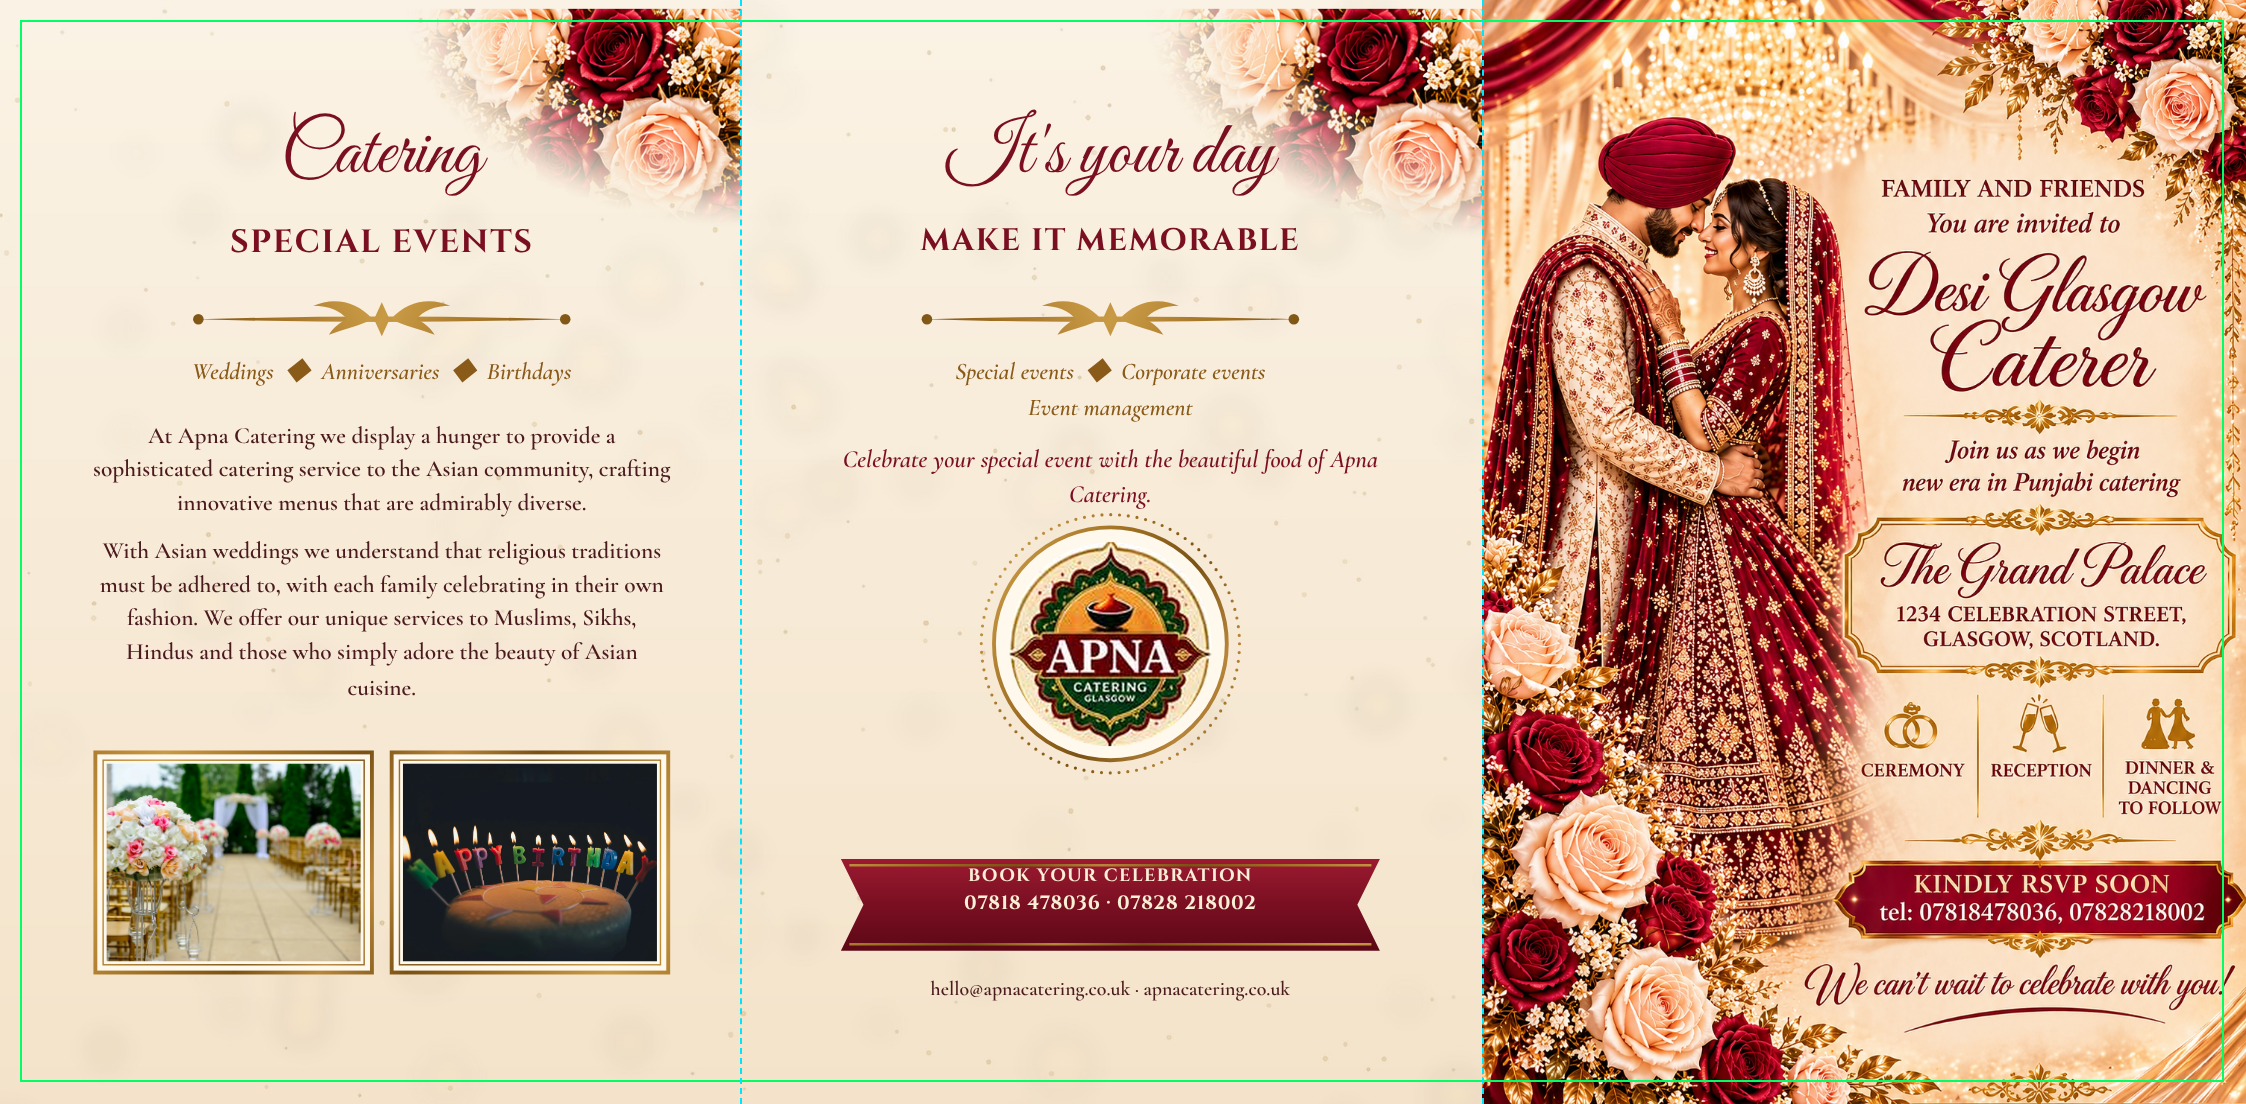 Catering
SPECIAL EVENTS
Weddings ◆ Anniversaries ◆ Birthdays
At Apna Catering we display a hunger to provide a
sophisticated catering service to the Asian community, crafting
innovative menus that are admirably diverse.
With Asian weddings we understand that religious traditions
must be adhered to, with each family celebrating in their own
fashion. We offer our unique services to Muslims, Sikhs,
Hindus and those who simply adore the beauty of Asian
cuisine.
HAPPY BIRTHDAY
It's your day
MAKE IT MEMORABLE
Special events ◆ Corporate events
Event management
Celebrate your special event with the beautiful food of Apna
Catering.
APNA
CATERING
GLASGOW
BOOK YOUR CELEBRATION
07818 478036 · 07828 218002
hello@apnacatering.co.uk · apnacatering.co.uk
FAMILY AND FRIENDS
You are invited to
Desi Glasgow
Caterer
Join us as we begin
new era in Punjabi catering
The Grand Palace
1234 CELEBRATION STREET,
GLASGOW, SCOTLAND.
CEREMONY
RECEPTION
DINNER &
DANCING
TO FOLLOW
KINDLY RSVP SOON
tel: 07818478036, 07828218002
We can't wait to celebrate with you!